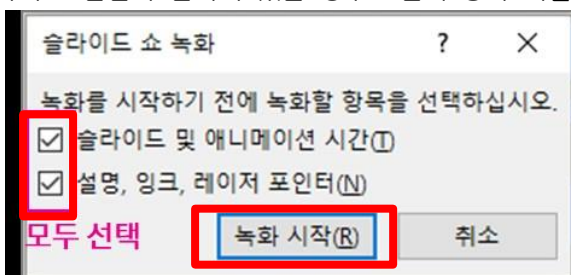 슬라이드 쇼 녹화 ? ×
녹화를 시작하기 전에 녹화할 항목을 선택하십시오.
슬라이드 및 애니메이션 시간(T)
설명, 잉크, 레이저 포인터(N)
모두 선택 녹화 시작(R) 취소